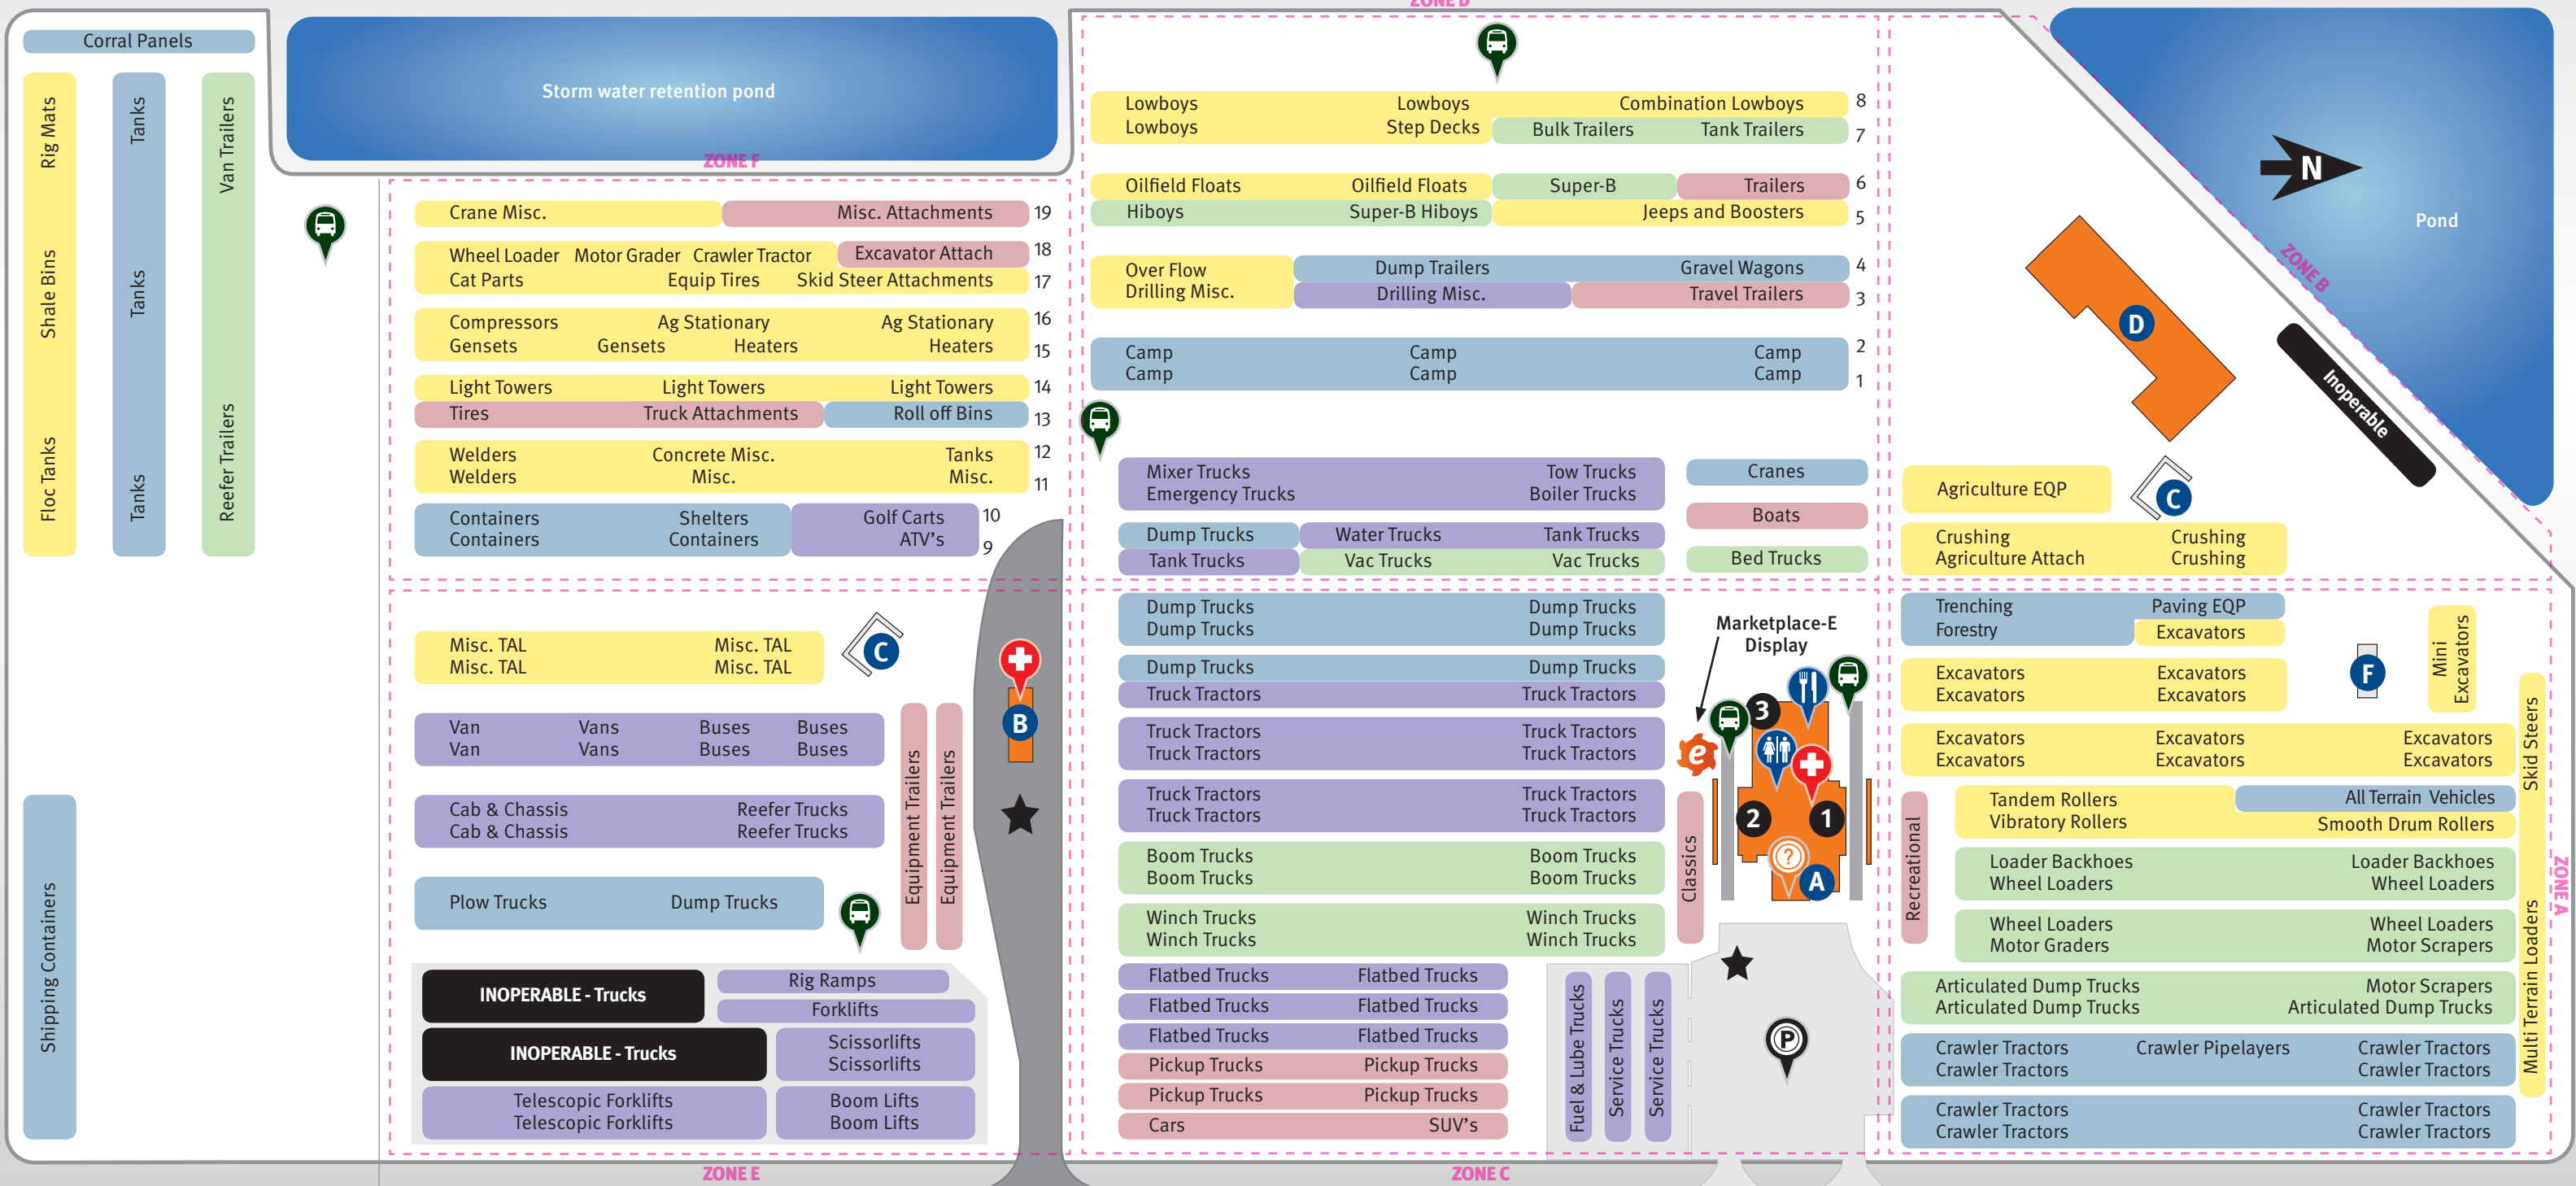 ZONE D
Corral Panels
Rig Mats
Shale Bins
Floc Tanks
Tanks
Tanks
Tanks
Van Trailers
Reefer Trailers
Shipping Containers
Storm water retention pond
ZONE F
Crane Misc. Misc. Attachments 19
Wheel Loader Motor Grader Crawler Tractor Excavator Attach 18
Cat Parts Equip Tires Skid Steer Attachments 17
Compressors Ag Stationary Ag Stationary 16
Gensets Gensets Heaters Heaters 15
Light Towers Light Towers Light Towers 14
Tires Truck Attachments Roll off Bins 13
Welders Concrete Misc. Tanks 12
Welders Misc. Misc. 11
Containers Shelters Golf Carts 10
Containers Containers ATV's 9
Misc. TAL Misc. TAL
Misc. TAL Misc. TAL
C
B
Van Vans Buses Buses
Van Vans Buses Buses
Cab & Chassis Reefer Trucks
Cab & Chassis Reefer Trucks
Plow Trucks Dump Trucks
Equipment Trailers
Equipment Trailers
INOPERABLE - Trucks
Rig Ramps
Forklifts
INOPERABLE - Trucks
Scissorlifts
Scissorlifts
Telescopic Forklifts Boom Lifts
Telescopic Forklifts Boom Lifts
ZONE E
Lowboys Lowboys Combination Lowboys 8
Lowboys Step Decks Bulk Trailers Tank Trailers 7
Oilfield Floats Oilfield Floats Super-B Trailers 6
Hiboys Super-B Hiboys Jeeps and Boosters 5
Over Flow Dump Trailers Gravel Wagons 4
Drilling Misc. Drilling Misc. Travel Trailers 3
Camp Camp Camp 2
Camp Camp Camp 1
Mixer Trucks Tow Trucks
Emergency Trucks Boiler Trucks
Cranes
Boats
Bed Trucks
Dump Trucks Water Trucks Tank Trucks
Tank Trucks Vac Trucks Vac Trucks
Dump Trucks Dump Trucks
Dump Trucks Dump Trucks
Dump Trucks Dump Trucks
Truck Tractors Truck Tractors
Truck Tractors Truck Tractors
Truck Tractors Truck Tractors
Truck Tractors Truck Tractors
Truck Tractors Truck Tractors
Boom Trucks Boom Trucks
Boom Trucks Boom Trucks
Winch Trucks Winch Trucks
Winch Trucks Winch Trucks
Flatbed Trucks Flatbed Trucks
Flatbed Trucks Flatbed Trucks
Flatbed Trucks Flatbed Trucks
Pickup Trucks Pickup Trucks
Pickup Trucks Pickup Trucks
Cars SUV's
Fuel & Lube Trucks
Service Trucks
Service Trucks
Marketplace-E
Display
e
3
2
1
?
A
Classics
P
ZONE C
N
Pond
ZONE B
D
Inoperable
C
Agriculture EQP
Crushing Crushing
Agriculture Attach Crushing
Trenching Paving EQP
Forestry Excavators
F
Mini
Excavators
Excavators Excavators
Excavators Excavators
Excavators Excavators Excavators
Excavators Excavators Excavators
Skid Steers
Multi Terrain Loaders
Recreational
Tandem Rollers All Terrain Vehicles
Vibratory Rollers Smooth Drum Rollers
Loader Backhoes Loader Backhoes
Wheel Loaders Wheel Loaders
Wheel Loaders Wheel Loaders
Motor Graders Motor Scrapers
Articulated Dump Trucks Motor Scrapers
Articulated Dump Trucks Articulated Dump Trucks
Crawler Tractors Crawler Pipelayers Crawler Tractors
Crawler Tractors Crawler Tractors
Crawler Tractors Crawler Tractors
Crawler Tractors Crawler Tractors
ZONE A